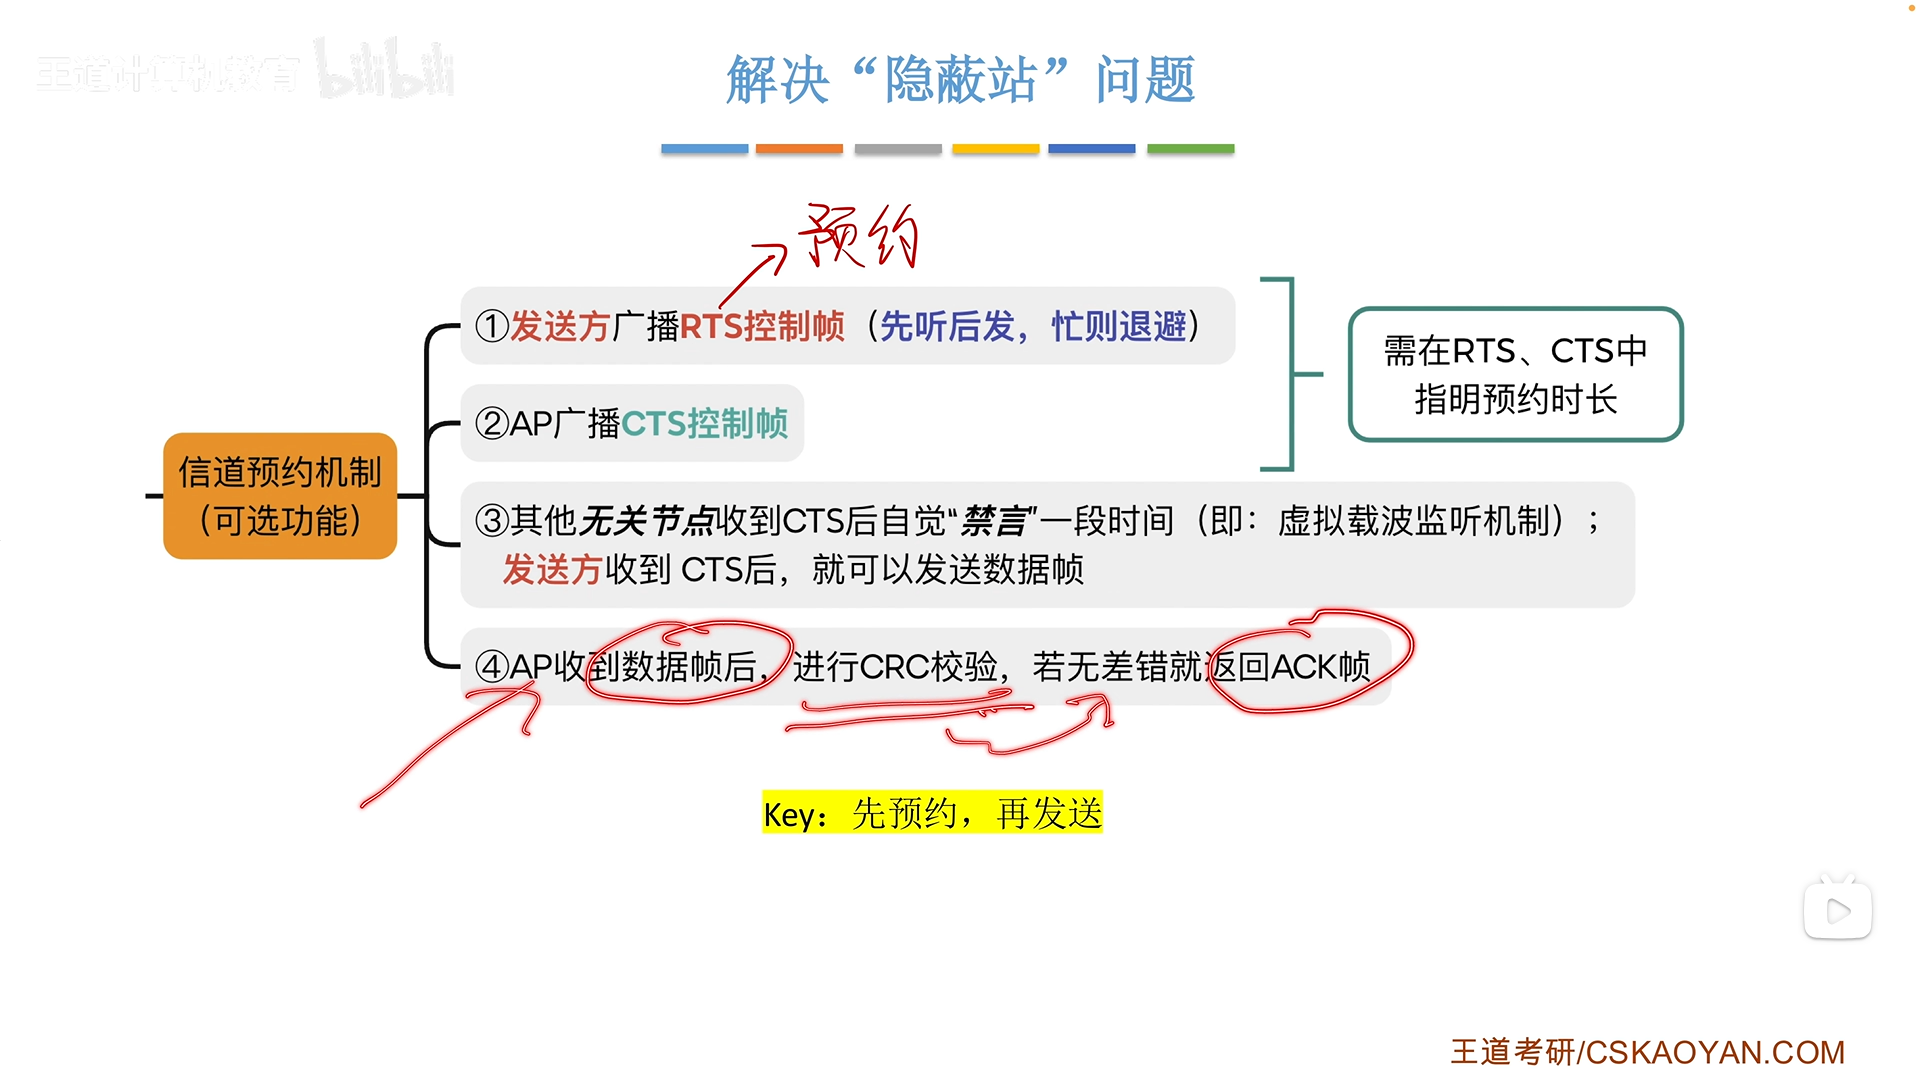 王道计算机教育 bilibili
解决“隐蔽站”问题
预约
①发送方广播RTS控制帧（先听后发，忙则退避）
②AP广播CTS控制帧
需在RTS、CTS中
指明预约时长
信道预约机制
（可选功能）
③其他无关节点收到CTS后自觉“禁言”一段时间（即：虚拟载波监听机制）；
发送方收到 CTS后，就可以发送数据帧
④AP收到数据帧后，进行CRC校验，若无差错就返回ACK帧
Key：先预约，再发送
王道考研/CSKAOYAN.COM